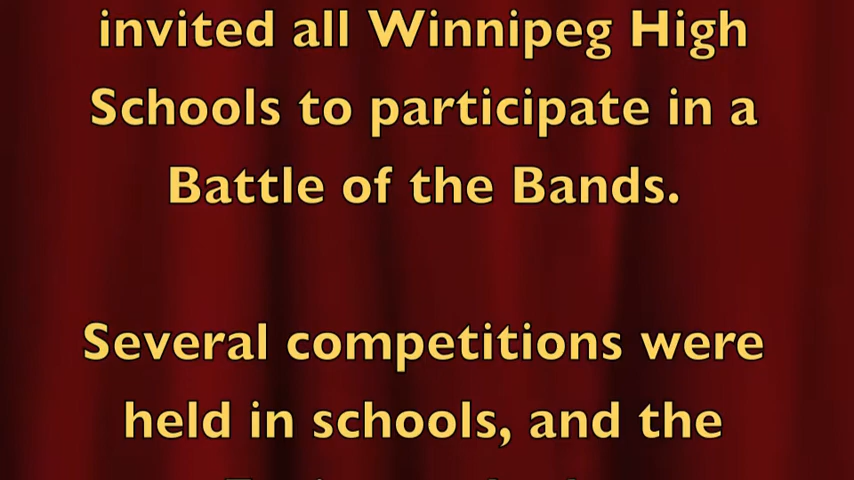 invited all Winnipeg High
Schools to participate in a
Battle of the Bands.
Several competitions were
held in schools, and the